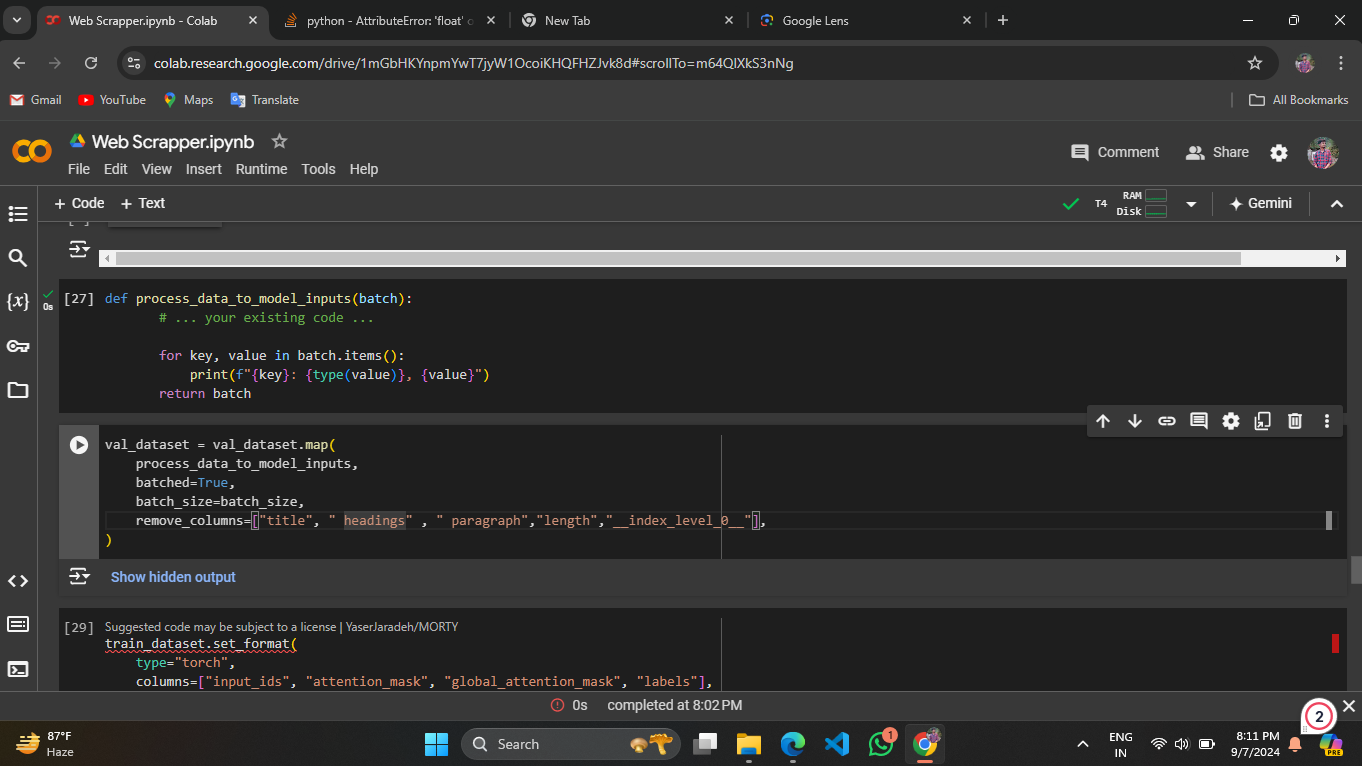 Web Scrapper.ipynb - Colab
python - AttributeError: 'float' o
New Tab
Google Lens
colab.research.google.com/drive/1mGbHKYnpmYwT7jyW1OcoiKHQFHZJvk8d#scrollTo=m64QlXkS3nNg
Gmail YouTube Maps Translate All Bookmarks
Web Scrapper.ipynb
Comment Share
File Edit View Insert Runtime Tools Help
+ Code + Text
T4 RAM Disk Gemini
{x}
0s
[27] def process_data_to_model_inputs(batch):
# ... your existing code ...
for key, value in batch.items():
print(f"{key}: {type(value)}, {value}")
return batch
val_dataset = val_dataset.map(
process_data_to_model_inputs,
batched=True,
batch_size=batch_size,
remove_columns=["title", " headings" , " paragraph","length","__index_level_0__"],
)
Show hidden output
[29] Suggested code may be subject to a license | YaserJaradeh/MORTY
train_dataset.set_format(
type="torch",
columns=["input_ids", "attention_mask", "global_attention_mask", "labels"],
0s completed at 8:02 PM
2
87°F
Haze
Search
1
ENG
IN
8:11 PM
9/7/2024
PRE